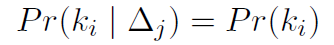 Pr(k_i | Δ_j) = Pr(k_i)